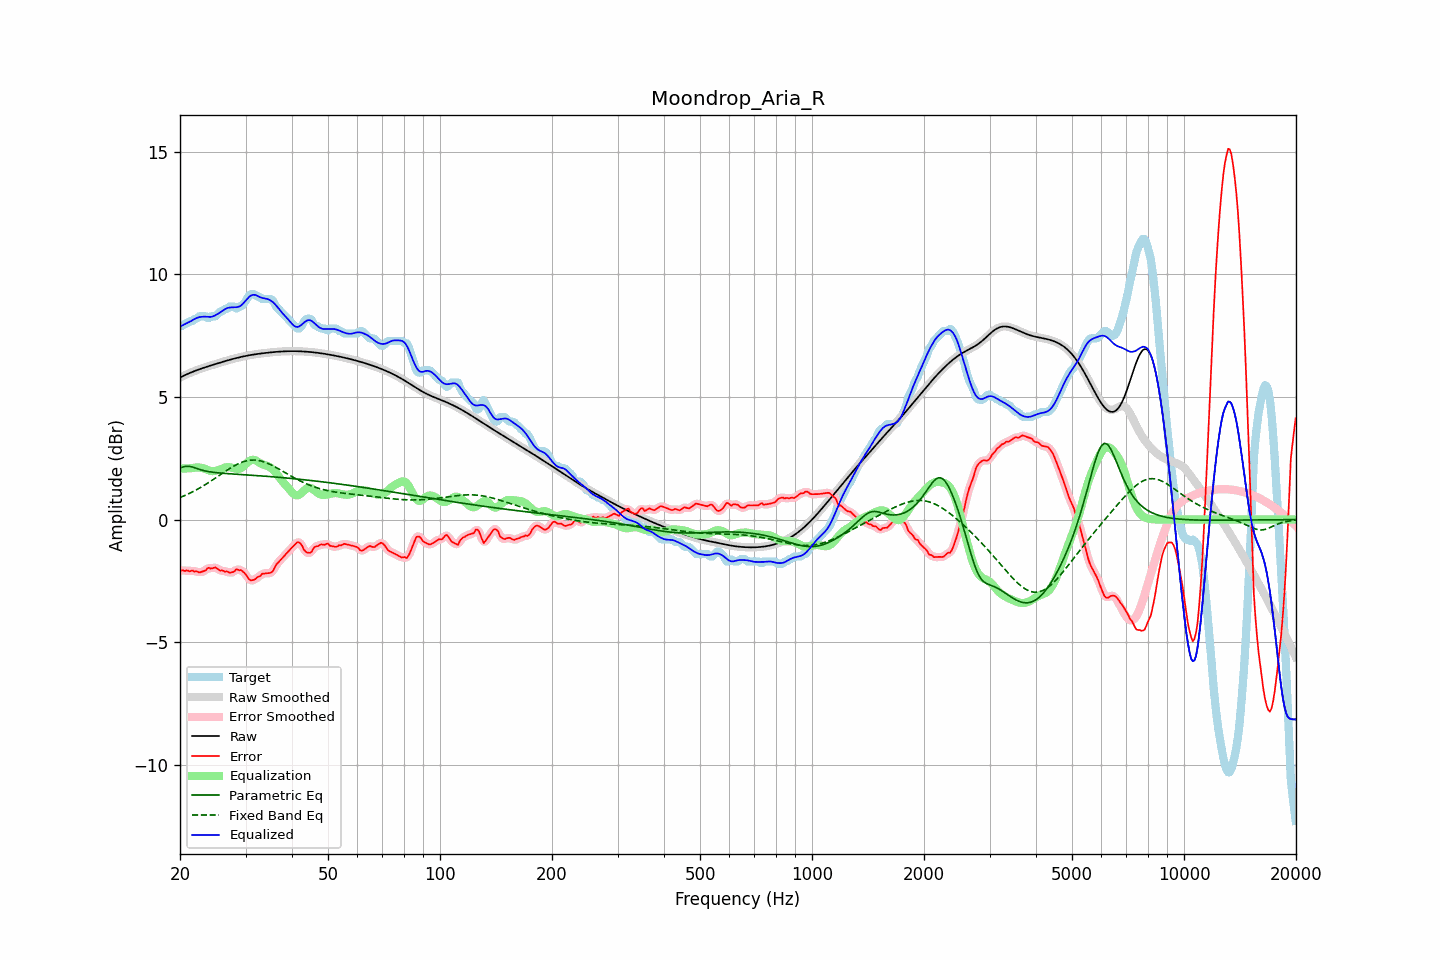 Moondrop_Aria_R
Amplitude (dBr)
15
10
5
0
−5
−10
Target
Raw Smoothed
Error Smoothed
Raw
Error
Equalization
Parametric Eq
Fixed Band Eq
Equalized
20 50 100 200 500 1000 2000 5000 10000 20000
Frequency (Hz)